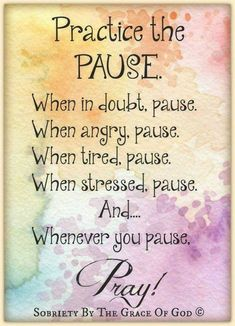 Practice the
PAUSE.
When in doubt, pause.
When angry, pause.
When tired, pause.
When stressed, pause.
And....
Whenever you pause,
Pray!
Sobriety By The Grace Of God ©